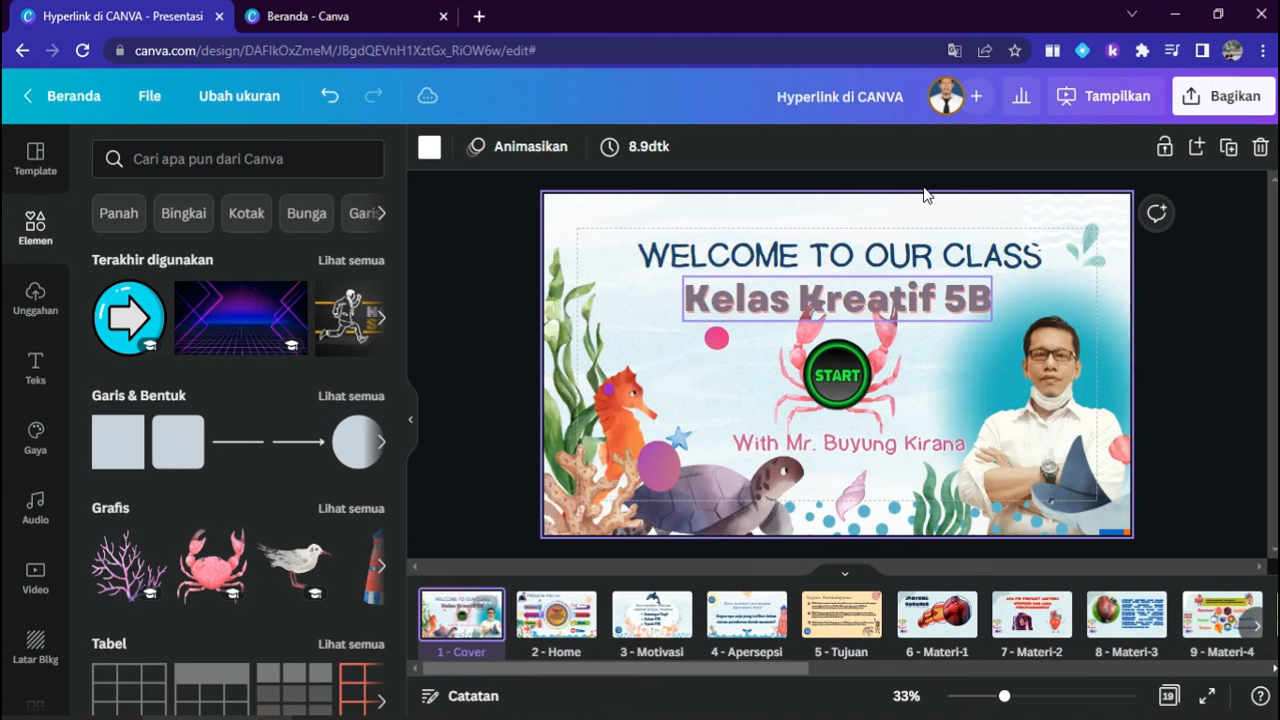 Hyperlink di CANVA - Presentasi
Beranda - Canva
canva.com/design/DAFIkOxZmeM/JBgdQEVnH1XztGx_RiOW6w/edit#
Beranda
File
Ubah ukuran
Hyperlink di CANVA
Tampilkan
Bagikan
Template
Elemen
Unggahan
Teks
Gaya
Audio
Video
Latar Blkg
Cari apa pun dari Canva
Panah
Bingkai
Kotak
Bunga
Garis
Terakhir digunakan
Lihat semua
Garis & Bentuk
Lihat semua
Grafis
Lihat semua
Tabel
Lihat semua
Animasikan
8.9dtk
WELCOME TO OUR CLASS
Kelas Kreatif 5B
START
With Mr. Buyung Kirana
1 - Cover
2 - Home
3 - Motivasi
4 - Apersepsi
5 - Tujuan
6 - Materi-1
7 - Materi-2
8 - Materi-3
9 - Materi-4
Catatan
33%
19